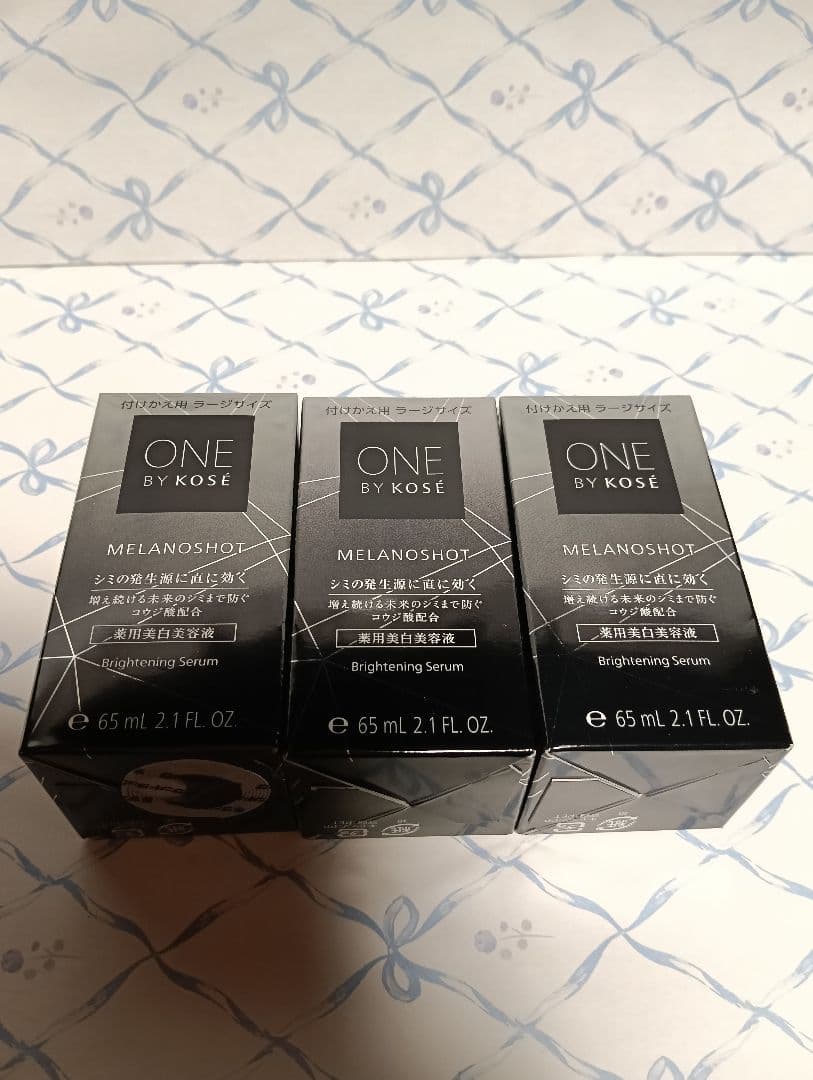 付けかえ用 ラージサイズ
ONE
BY KOSÉ
MELANOSHOT
シミの発生源に直に効く
増え続ける未来のシミまで防ぐ
コウジ酸配合
薬用美白美容液
Brightening Serum
e 65 mL 2.1 FL. OZ.
付けかえ用 ラージサイズ
ONE
BY KOSÉ
MELANOSHOT
シミの発生源に直に効く
増え続ける未来のシミまで防ぐ
コウジ酸配合
薬用美白美容液
Brightening Serum
e 65 mL 2.1 FL. OZ.
付けかえ用 ラージサイズ
ONE
BY KOSÉ
MELANOSHOT
シミの発生源に直に効く
増え続ける未来のシミまで防ぐ
コウジ酸配合
薬用美白美容液
Brightening Serum
e 65 mL 2.1 FL. OZ.